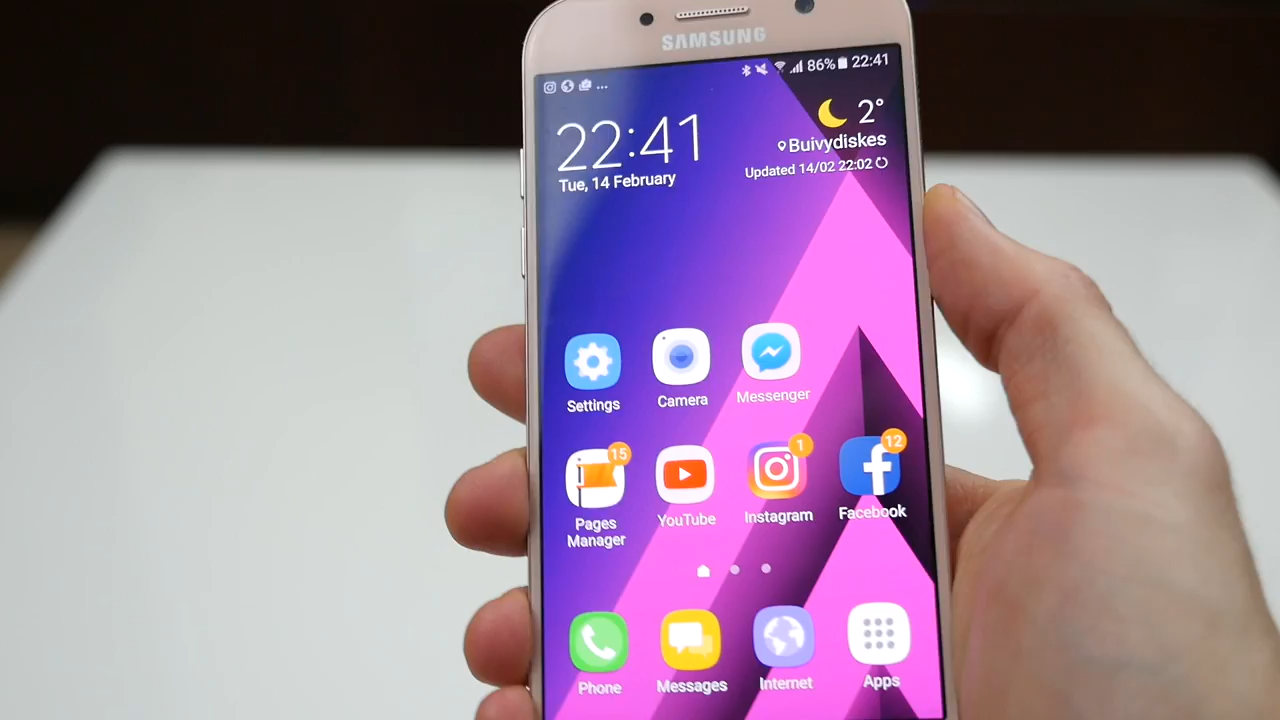 SAMSUNG
86% 22:41
22:41
Tue, 14 February
2°
Buivydiskes
Updated 14/02 22:02
Settings
Camera
Messenger
15
1
12
Pages
Manager
YouTube
Instagram
Facebook
Phone
Messages
Internet
Apps